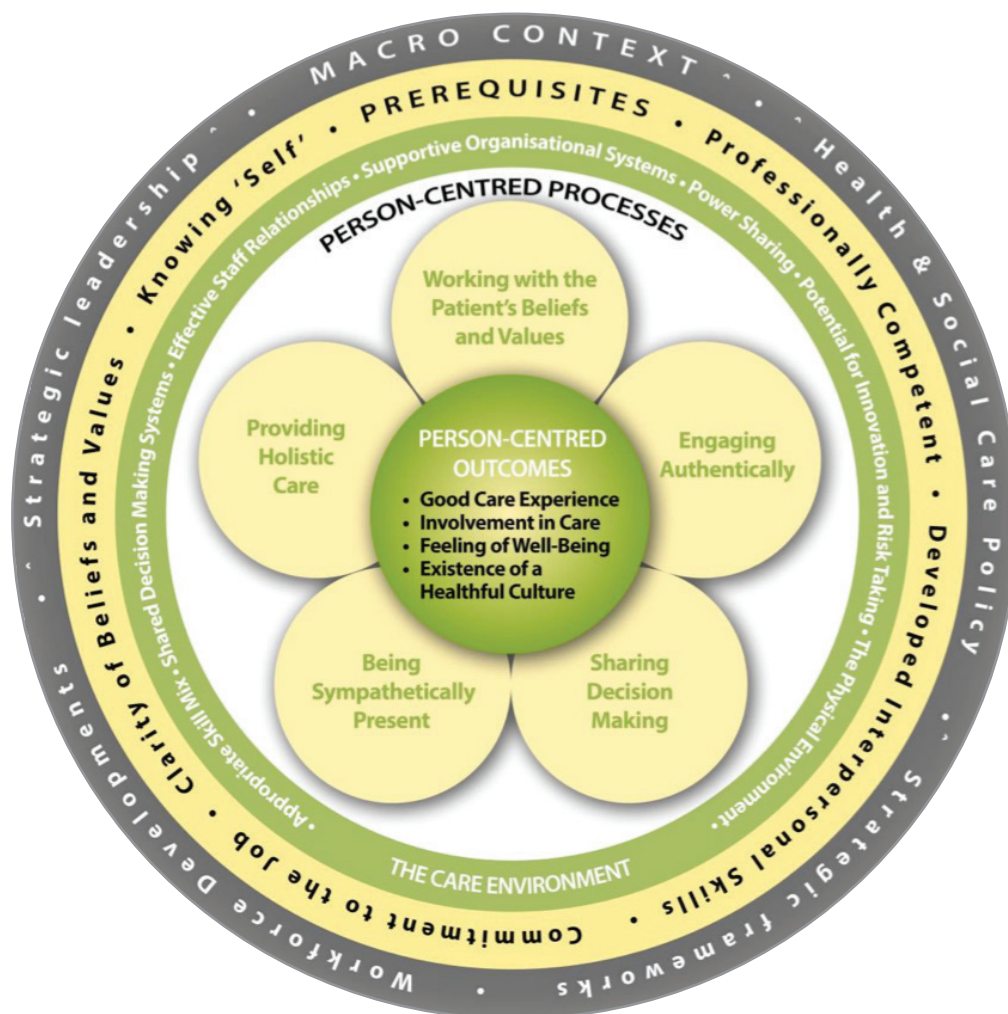 MACRO CONTEXT
Health & Social Care Policy
Strategic frameworks
Workforce Developments
Strategic leadership
PREREQUISITES
Professionally Competent
Developed Interpersonal Skills
Commitment to the Job
Clarity of Beliefs and Values
Knowing ‘Self’
THE CARE ENVIRONMENT
• Appropriate Skill Mix • Shared Decision Making Systems • Effective Staff Relationships • Supportive Organisational Systems • Power Sharing • Potential for Innovation and Risk Taking • The Physical Environment •
PERSON-CENTRED PROCESSES
Working with the
Patient’s Beliefs
and Values
Engaging
Authentically
Sharing
Decision
Making
Being
Sympathetically
Present
Providing
Holistic
Care
PERSON-CENTRED
OUTCOMES
• Good Care Experience
• Involvement in Care
• Feeling of Well-Being
• Existence of a
Healthful Culture